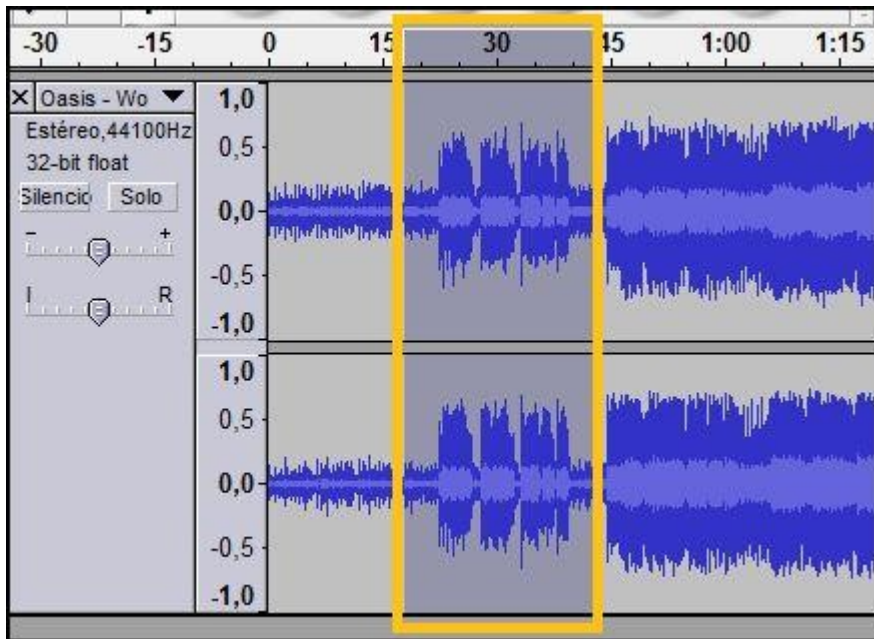 -30 -15 0 15 30 45 1:00 1:15
Oasis - Wo
Estéreo,44100Hz
32-bit float
Silencio Solo
- +
I R
1,0
0,5
0,0
-0,5
-1,0
1,0
0,5
0,0
-0,5
-1,0